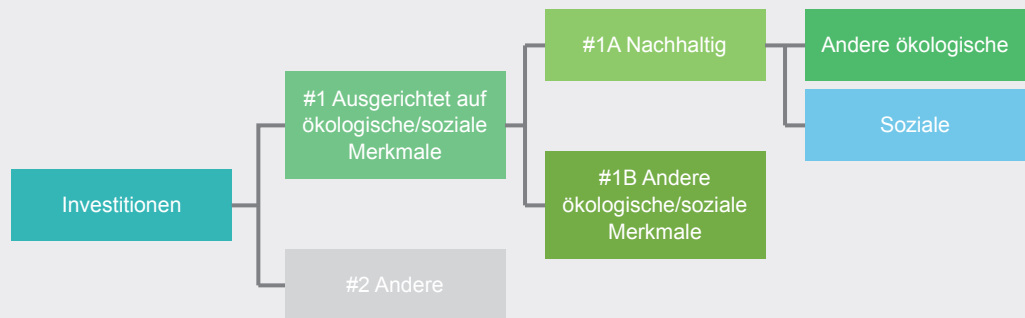 Investitionen
#1 Ausgerichtet auf
ökologische/soziale
Merkmale
#2 Andere
#1A Nachhaltig
#1B Andere
ökologische/soziale
Merkmale
Andere ökologische
Soziale